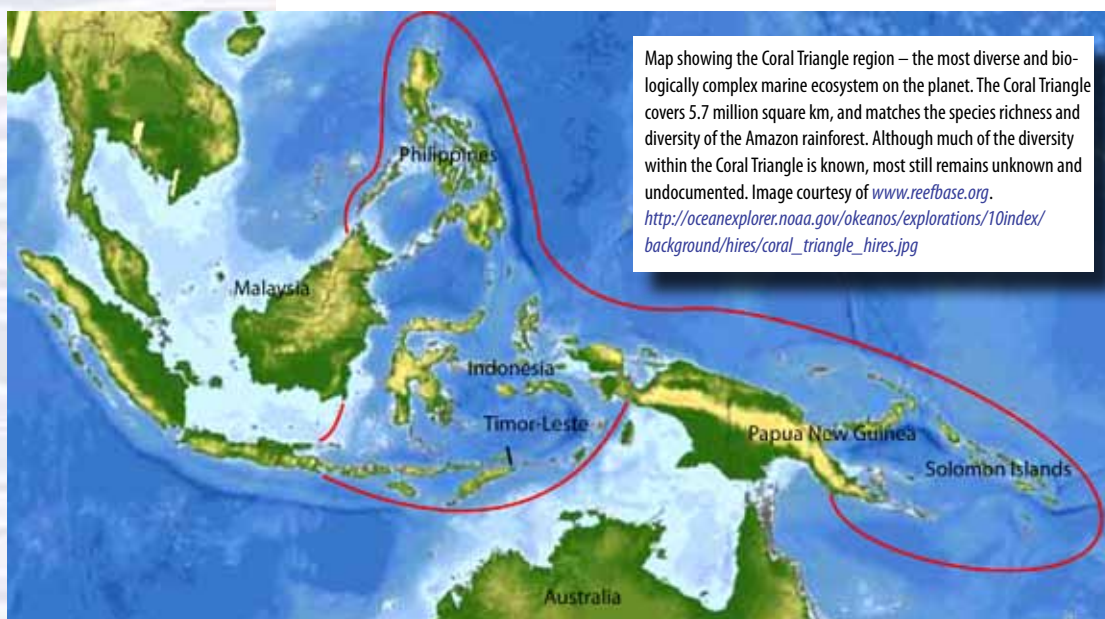 Map showing the Coral Triangle region – the most diverse and bio-
logically complex marine ecosystem on the planet. The Coral Triangle
covers 5.7 million square km, and matches the species richness and
diversity of the Amazon rainforest. Although much of the diversity
within the Coral Triangle is known, most still remains unknown and
undocumented. Image courtesy of www.reefbase.org.
http://oceanexplorer.noaa.gov/okeanos/explorations/10index/
background/hires/coral_triangle_hires.jpg
Philippines
Malaysia
Indonesia
Timor-Leste
Papua New Guinea
Solomon Islands
Australia